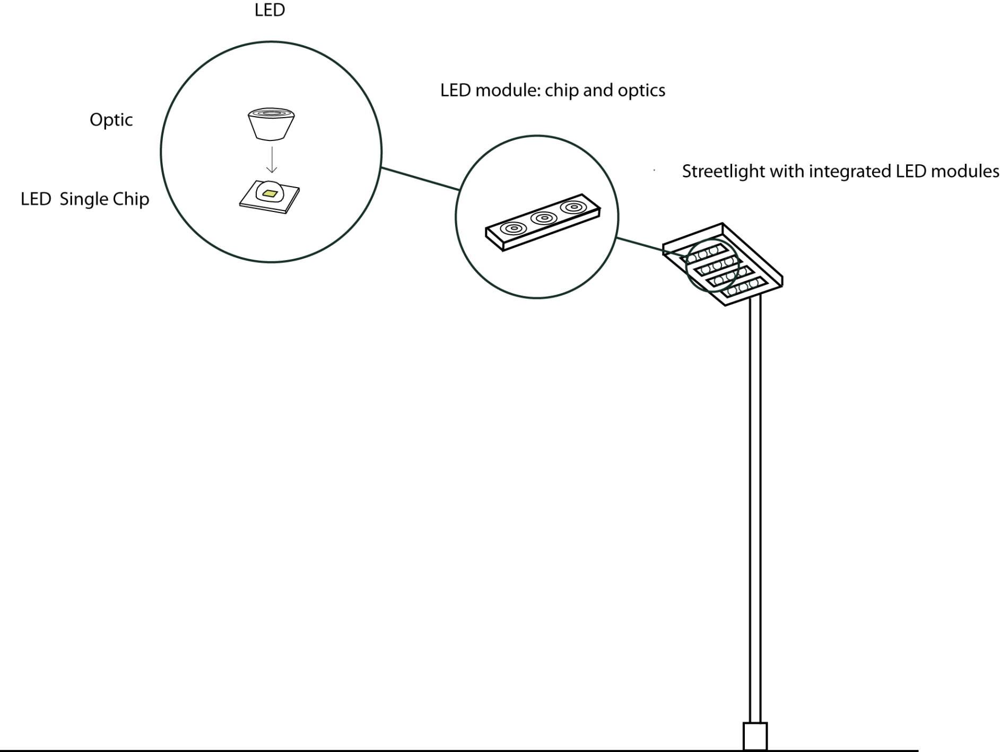 LED
LED module: chip and optics
Optic
Streetlight with integrated LED modules
LED  Single Chip